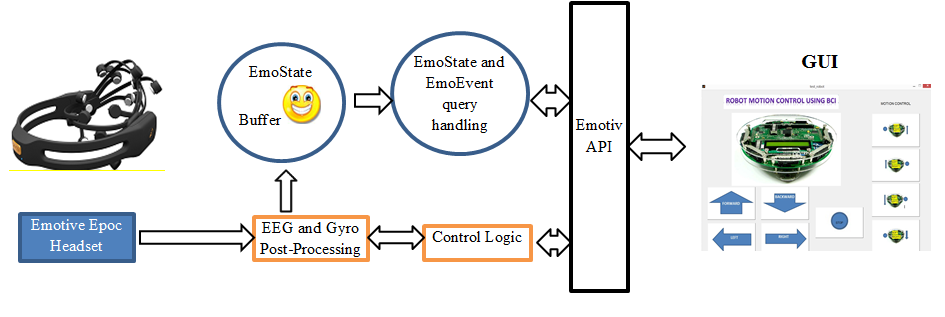 EmoState
Buffer
EmoState and
EmoEvent
query
handling
Emotiv
API
GUI
ROBOT MOTION CONTROL USING BCI
MOTION CONTROL
FORWARD
BACKWARD
LEFT
RIGHT
Emotive Epoc
Headset
EEG and Gyro
Post-Processing
Control Logic